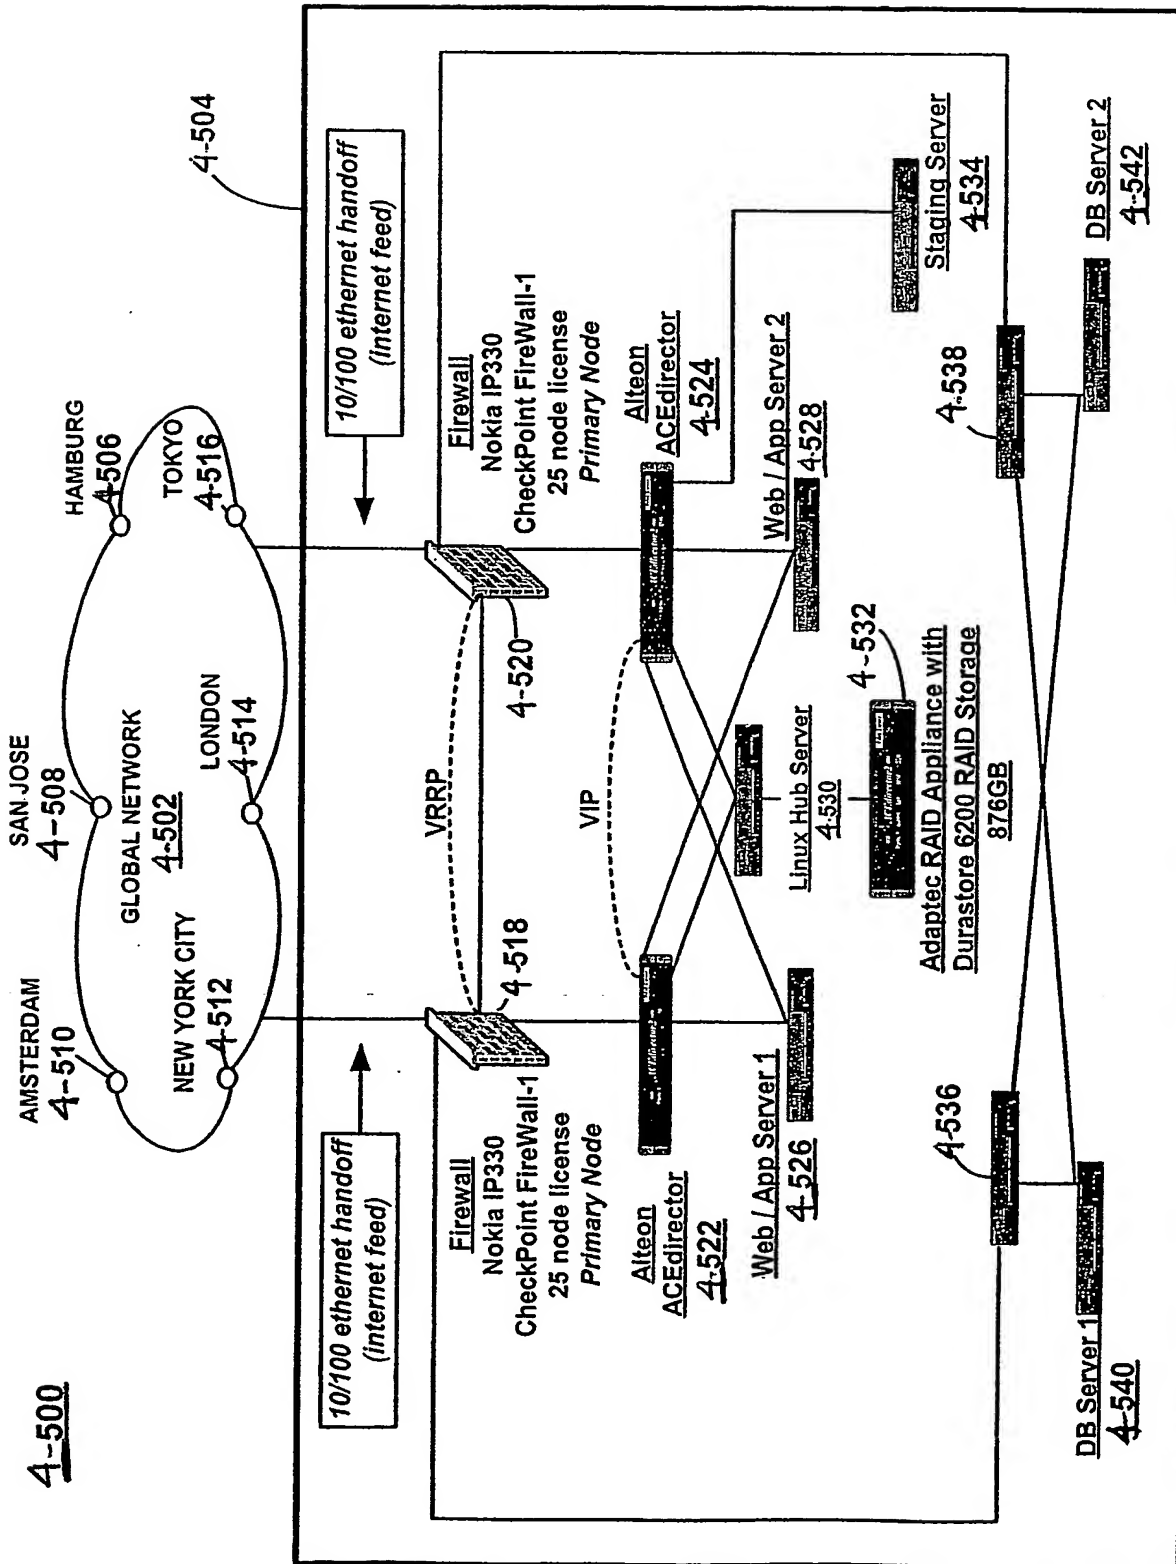 4-500
SAN JOSE
4-508
AMSTERDAM
4-510
HAMBURG
4-506
GLOBAL NETWORK
4-502
NEW YORK CITY
4-512
LONDON
4-514
TOKYO
4-516
4-504
10/100 ethernet handoff
(internet feed)
10/100 ethernet handoff
(internet feed)
VRRP
Firewall
Nokia IP330
CheckPoint FireWall-1
25 node license
Primary Node
4-518
4-520
Firewall
Nokia IP330
CheckPoint FireWall-1
25 node license
Primary Node
VIP
Alteon
ACEdirector
4-522
Alteon
ACEdirector
4-524
Web / App Server 1
4-526
Linux Hub Server
4-530
Web / App Server 2
4-528
4-532
Adaptec RAID Appliance with
Durastore 6200 RAID Storage
876GB
Staging Server
4-534
4-536
4-538
DB Server 1
4-540
DB Server 2
4-542